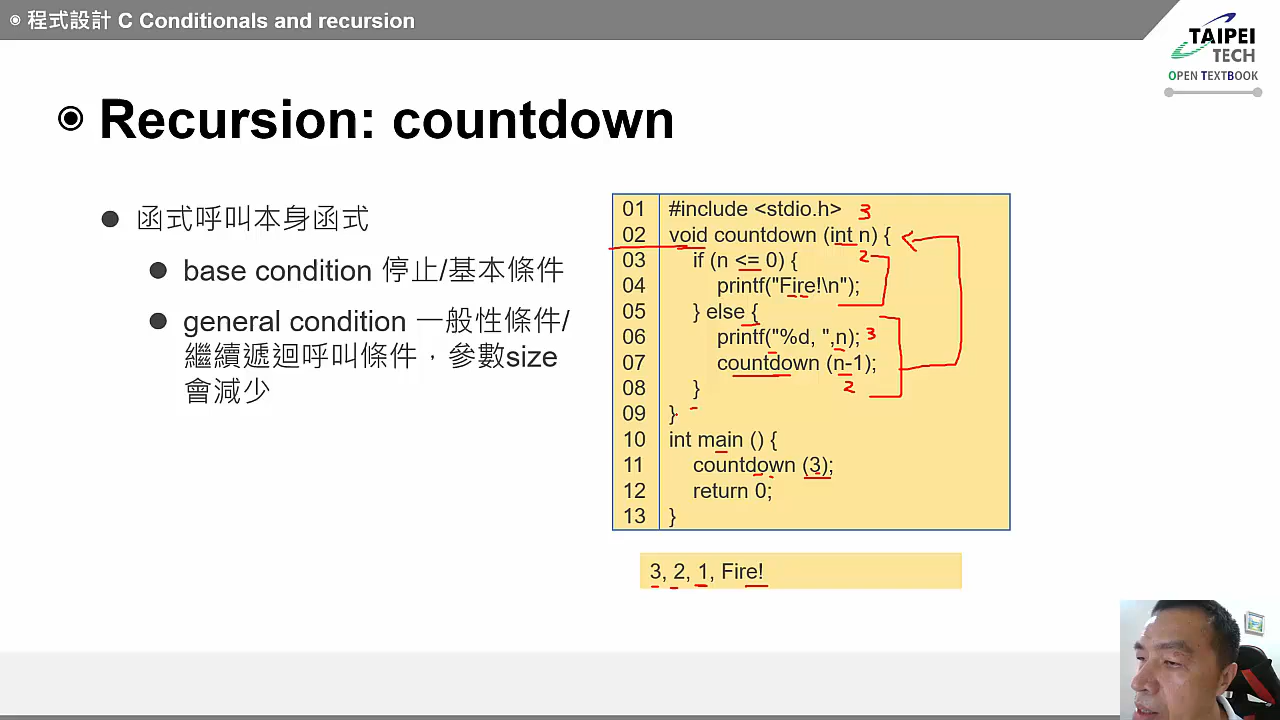 程式設計 C Conditionals and recursion
TAIPEI
TECH
OPEN TEXTBOOK
Recursion: countdown
函式呼叫本身函式
base condition 停止/基本條件
general condition 一般性條件/
繼續遞迴呼叫條件，參數size
會減少
01 #include <stdio.h> 3
02 void countdown (int n) {
03 if (n <= 0) { 2
04 printf("Fire!\n");
05 } else {
06 printf("%d, ",n); 3
07 countdown (n-1);
08 } 2
09 }
10 int main () {
11 countdown (3);
12 return 0;
13 }
3, 2, 1, Fire!